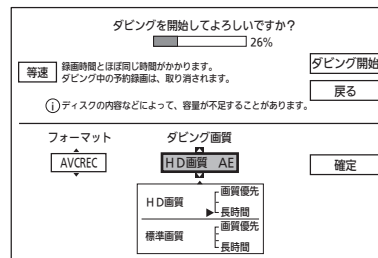 ダビングを開始してよろしいですか?
26%
等速
録画時間とほぼ同じ時間がかかります。
ダビング中の予約録画は、取り消されます。
ダビング開始
戻る
ⓘディスクの内容などによって、容量が不足することがあります。
フォーマット
ダビング画質
AVCREC
HD画質 AE
確定
HD画質
画質優先
長時間
標準画質
画質優先
長時間